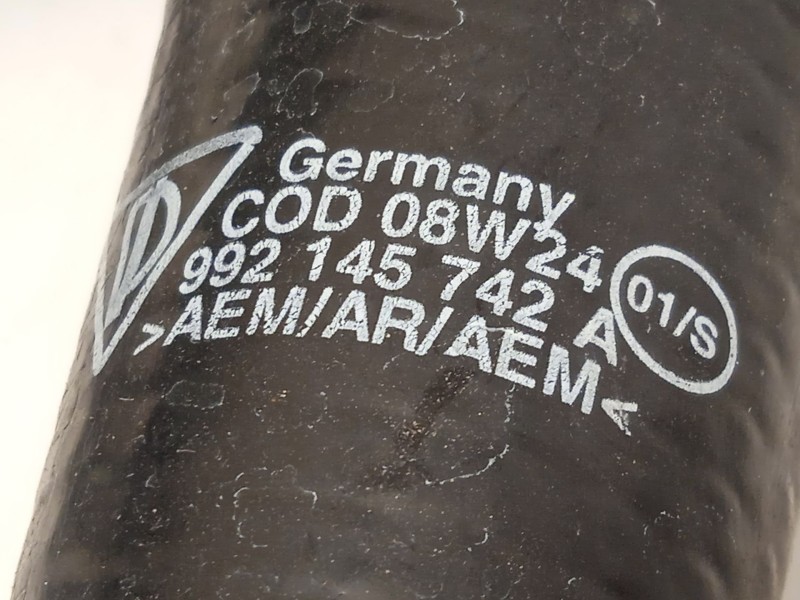 Germany
COD 08W24
992 145 742 A
>AEM/AR/AEM<
01/S